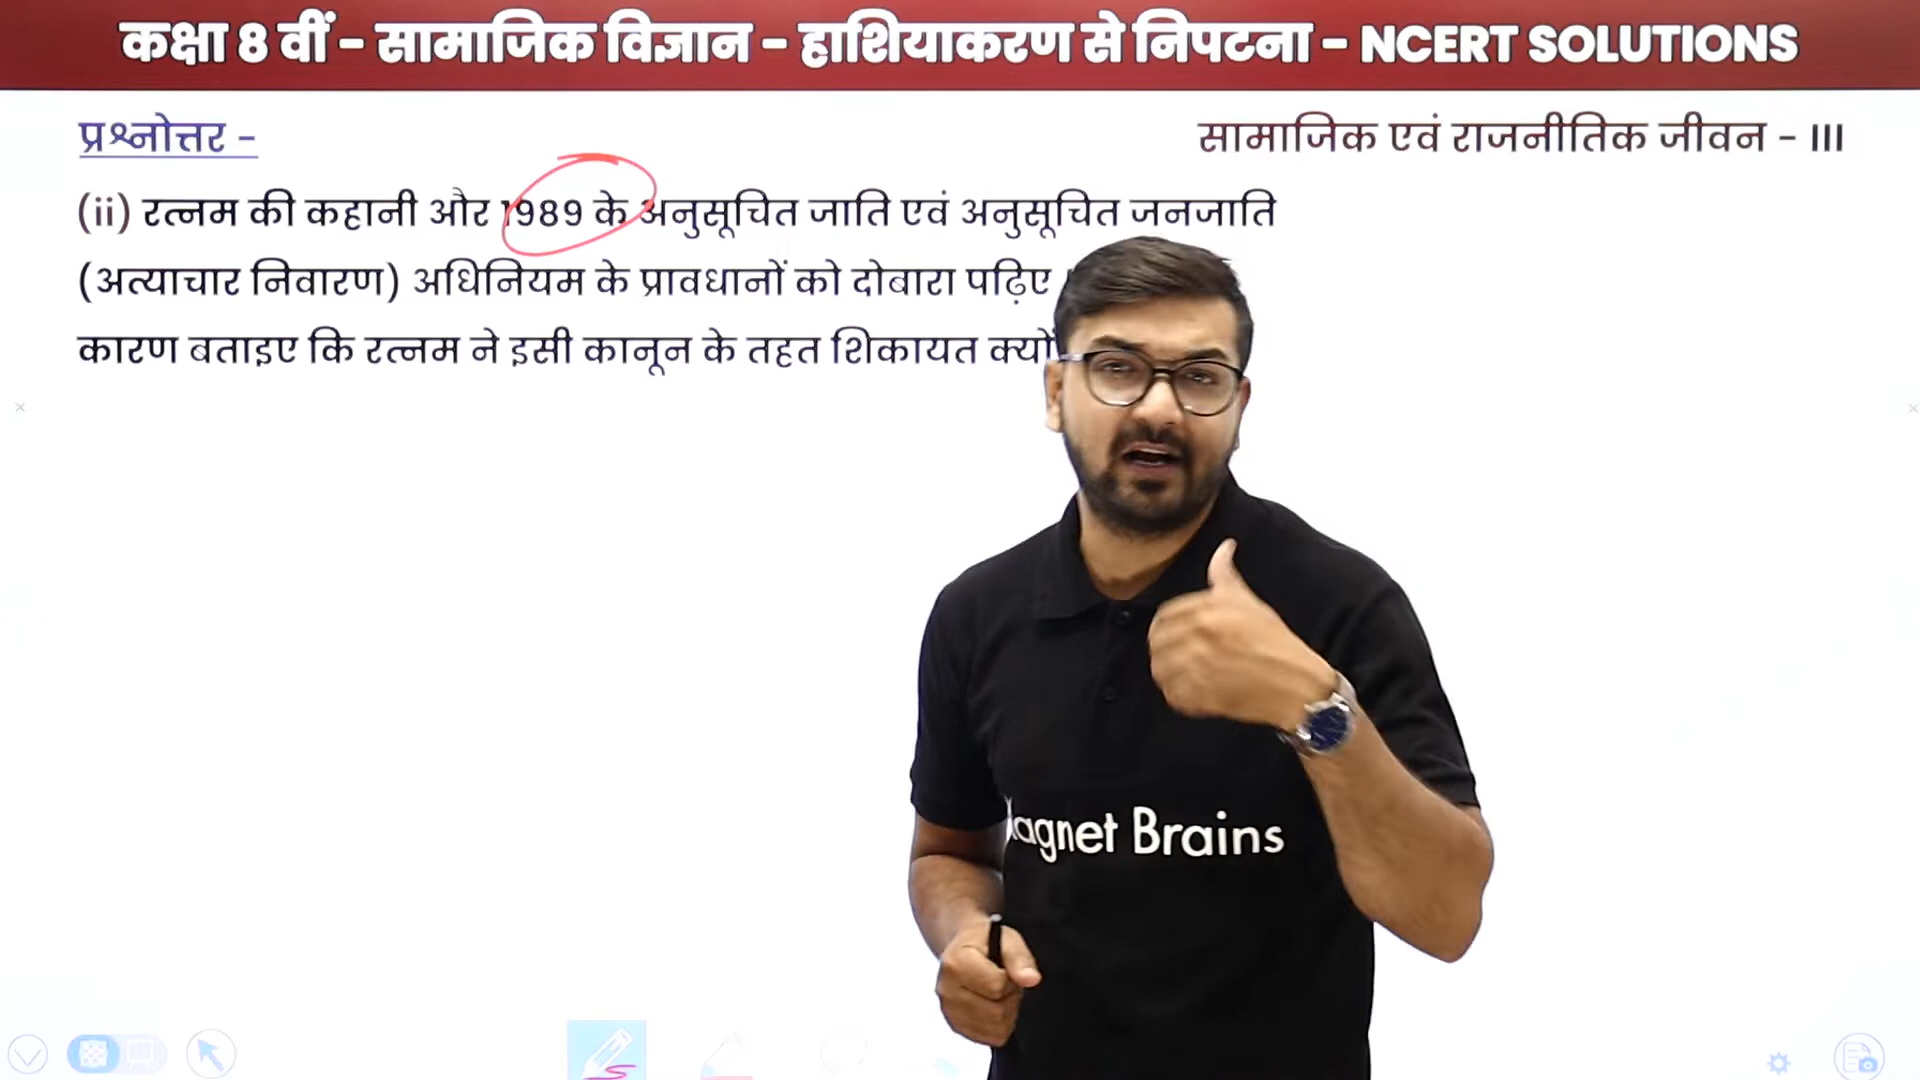 कक्षा 8 वीं - सामाजिक विज्ञान - हाशियाकरण से निपटना - NCERT SOLUTIONS
प्रश्नोत्तर -
सामाजिक एवं राजनीतिक जीवन - III
(ii) रत्नम की कहानी और 1989 के अनुसूचित जाति एवं अनुसूचित जनजाति
(अत्याचार निवारण) अधिनियम के प्रावधानों को दोबारा पढ़िए
कारण बताइए कि रत्नम ने इसी कानून के तहत शिकायत क्यों
agnet Brains